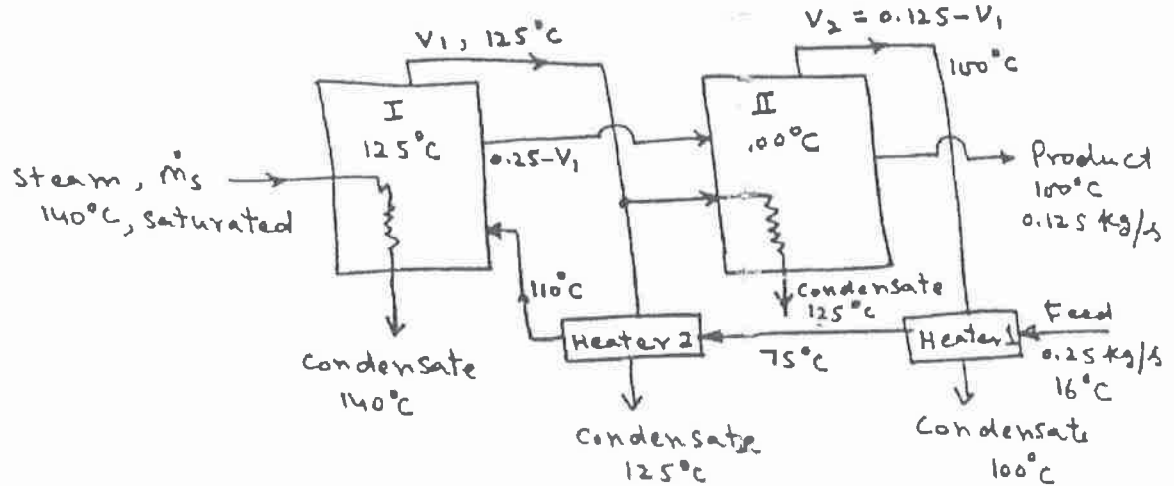 V₁, 125°C
V₂ = 0.125-V₁
100°C
I
125°C
II
.00°C
0.25-V₁
Steam, ṁs
140°C, saturated
Product
100°C
0.125 kg/s
110°C
Condensate
125°C
Heater 2
75°C
Heater 1
Feed
0.25 kg/s
16°C
Condensate
140°C
Condensate
125°C
Condensate
100°C